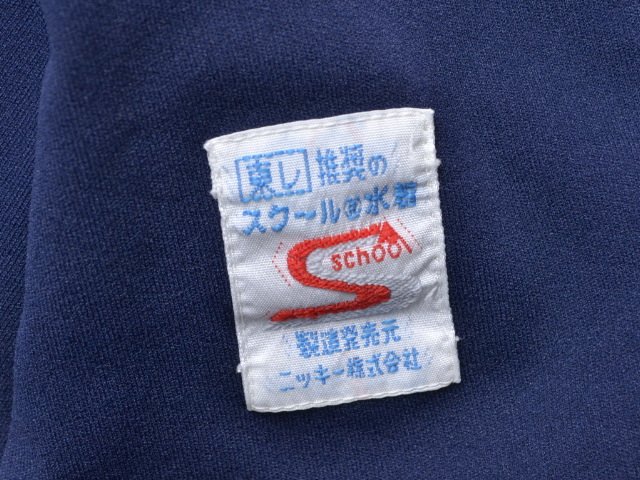 東レ 推奨の
スクール®水着
School
製造発売元
ニッキー株式会社